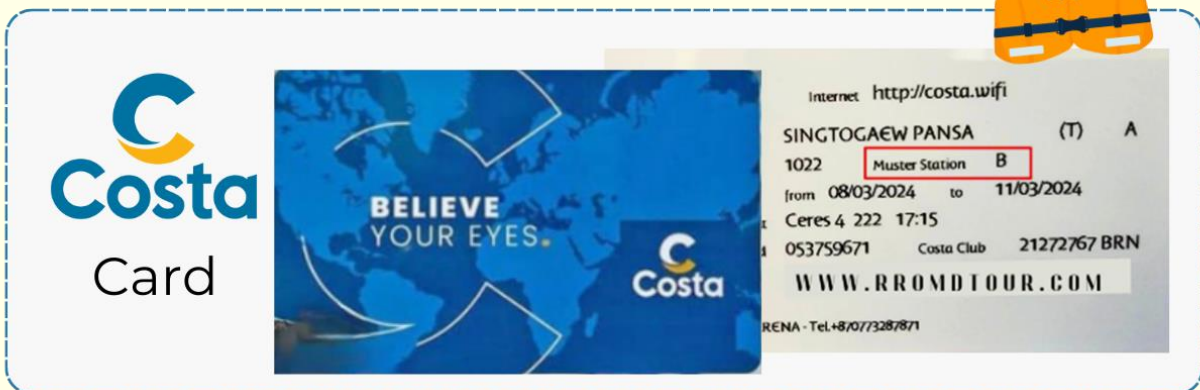 Costa
Card
BELIEVE
YOUR EYES.
Costa
Internet http://costa.wifi
SINGTOGAEW PANSA (T) A
1022 Muster Station B
from 08/03/2024 to 11/03/2024
Ceres 4 222 17:15
053759671 Costa Club 21272767 BRN
WWW.RROMDTOUR.COM
RENA - Tel.+870773287871